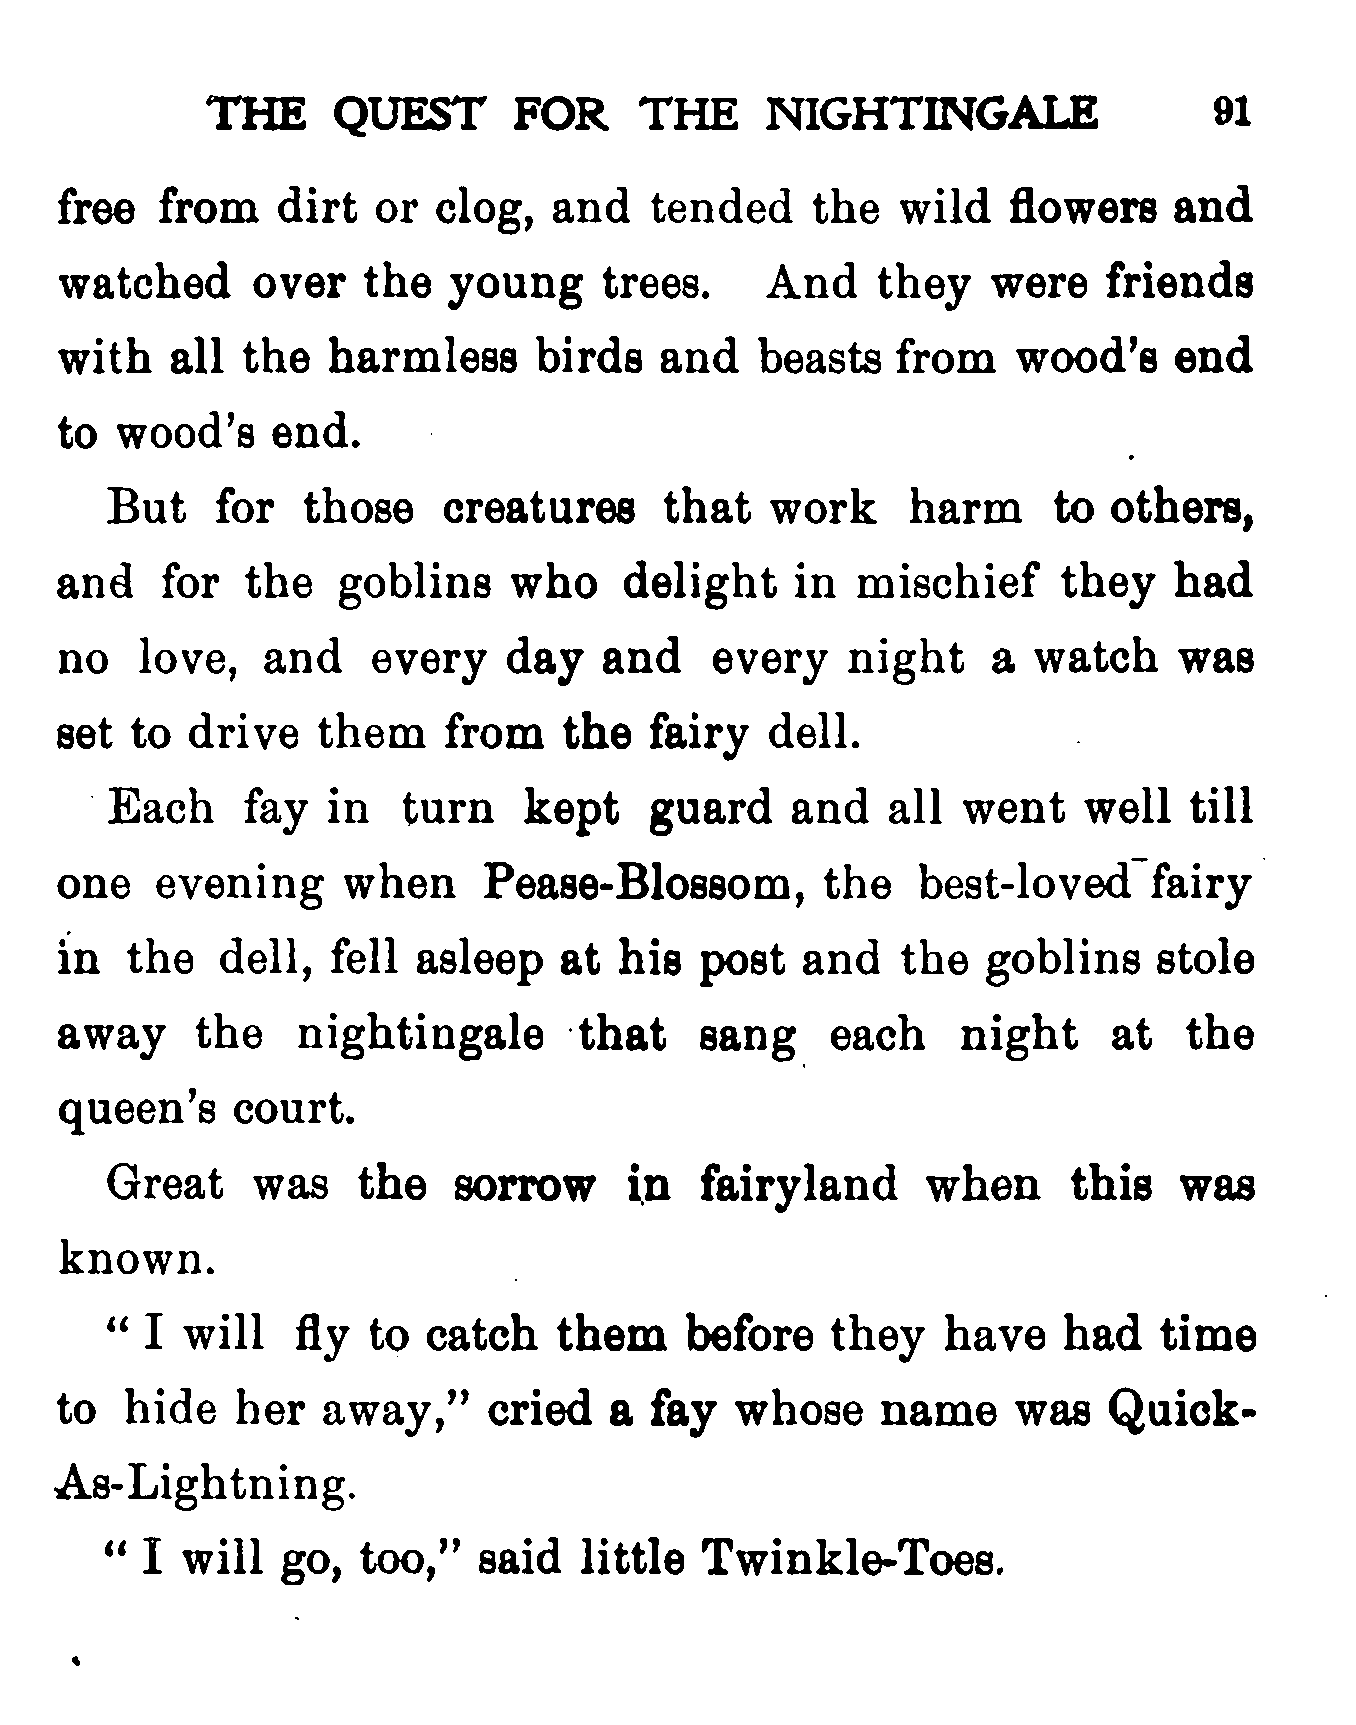 THE QUEST FOR THE NIGHTINGALE 91
free from dirt or clog, and tended the wild flowers and
watched over the young trees. And they were friends
with all the harmless birds and beasts from wood's end
to wood's end.
But for those creatures that work harm to others,
and for the goblins who delight in mischief they had
no love, and every day and every night a watch was
set to drive them from the fairy dell.
Each fay in turn kept guard and all went well till
one evening when Pease-Blossom, the best-loved fairy
in the dell, fell asleep at his post and the goblins stole
away the nightingale that sang each night at the
queen's court.
Great was the sorrow in fairyland when this was
known.
"I will fly to catch them before they have had time
to hide her away," cried a fay whose name was Quick-
As-Lightning.
"I will go, too," said little Twinkle-Toes.